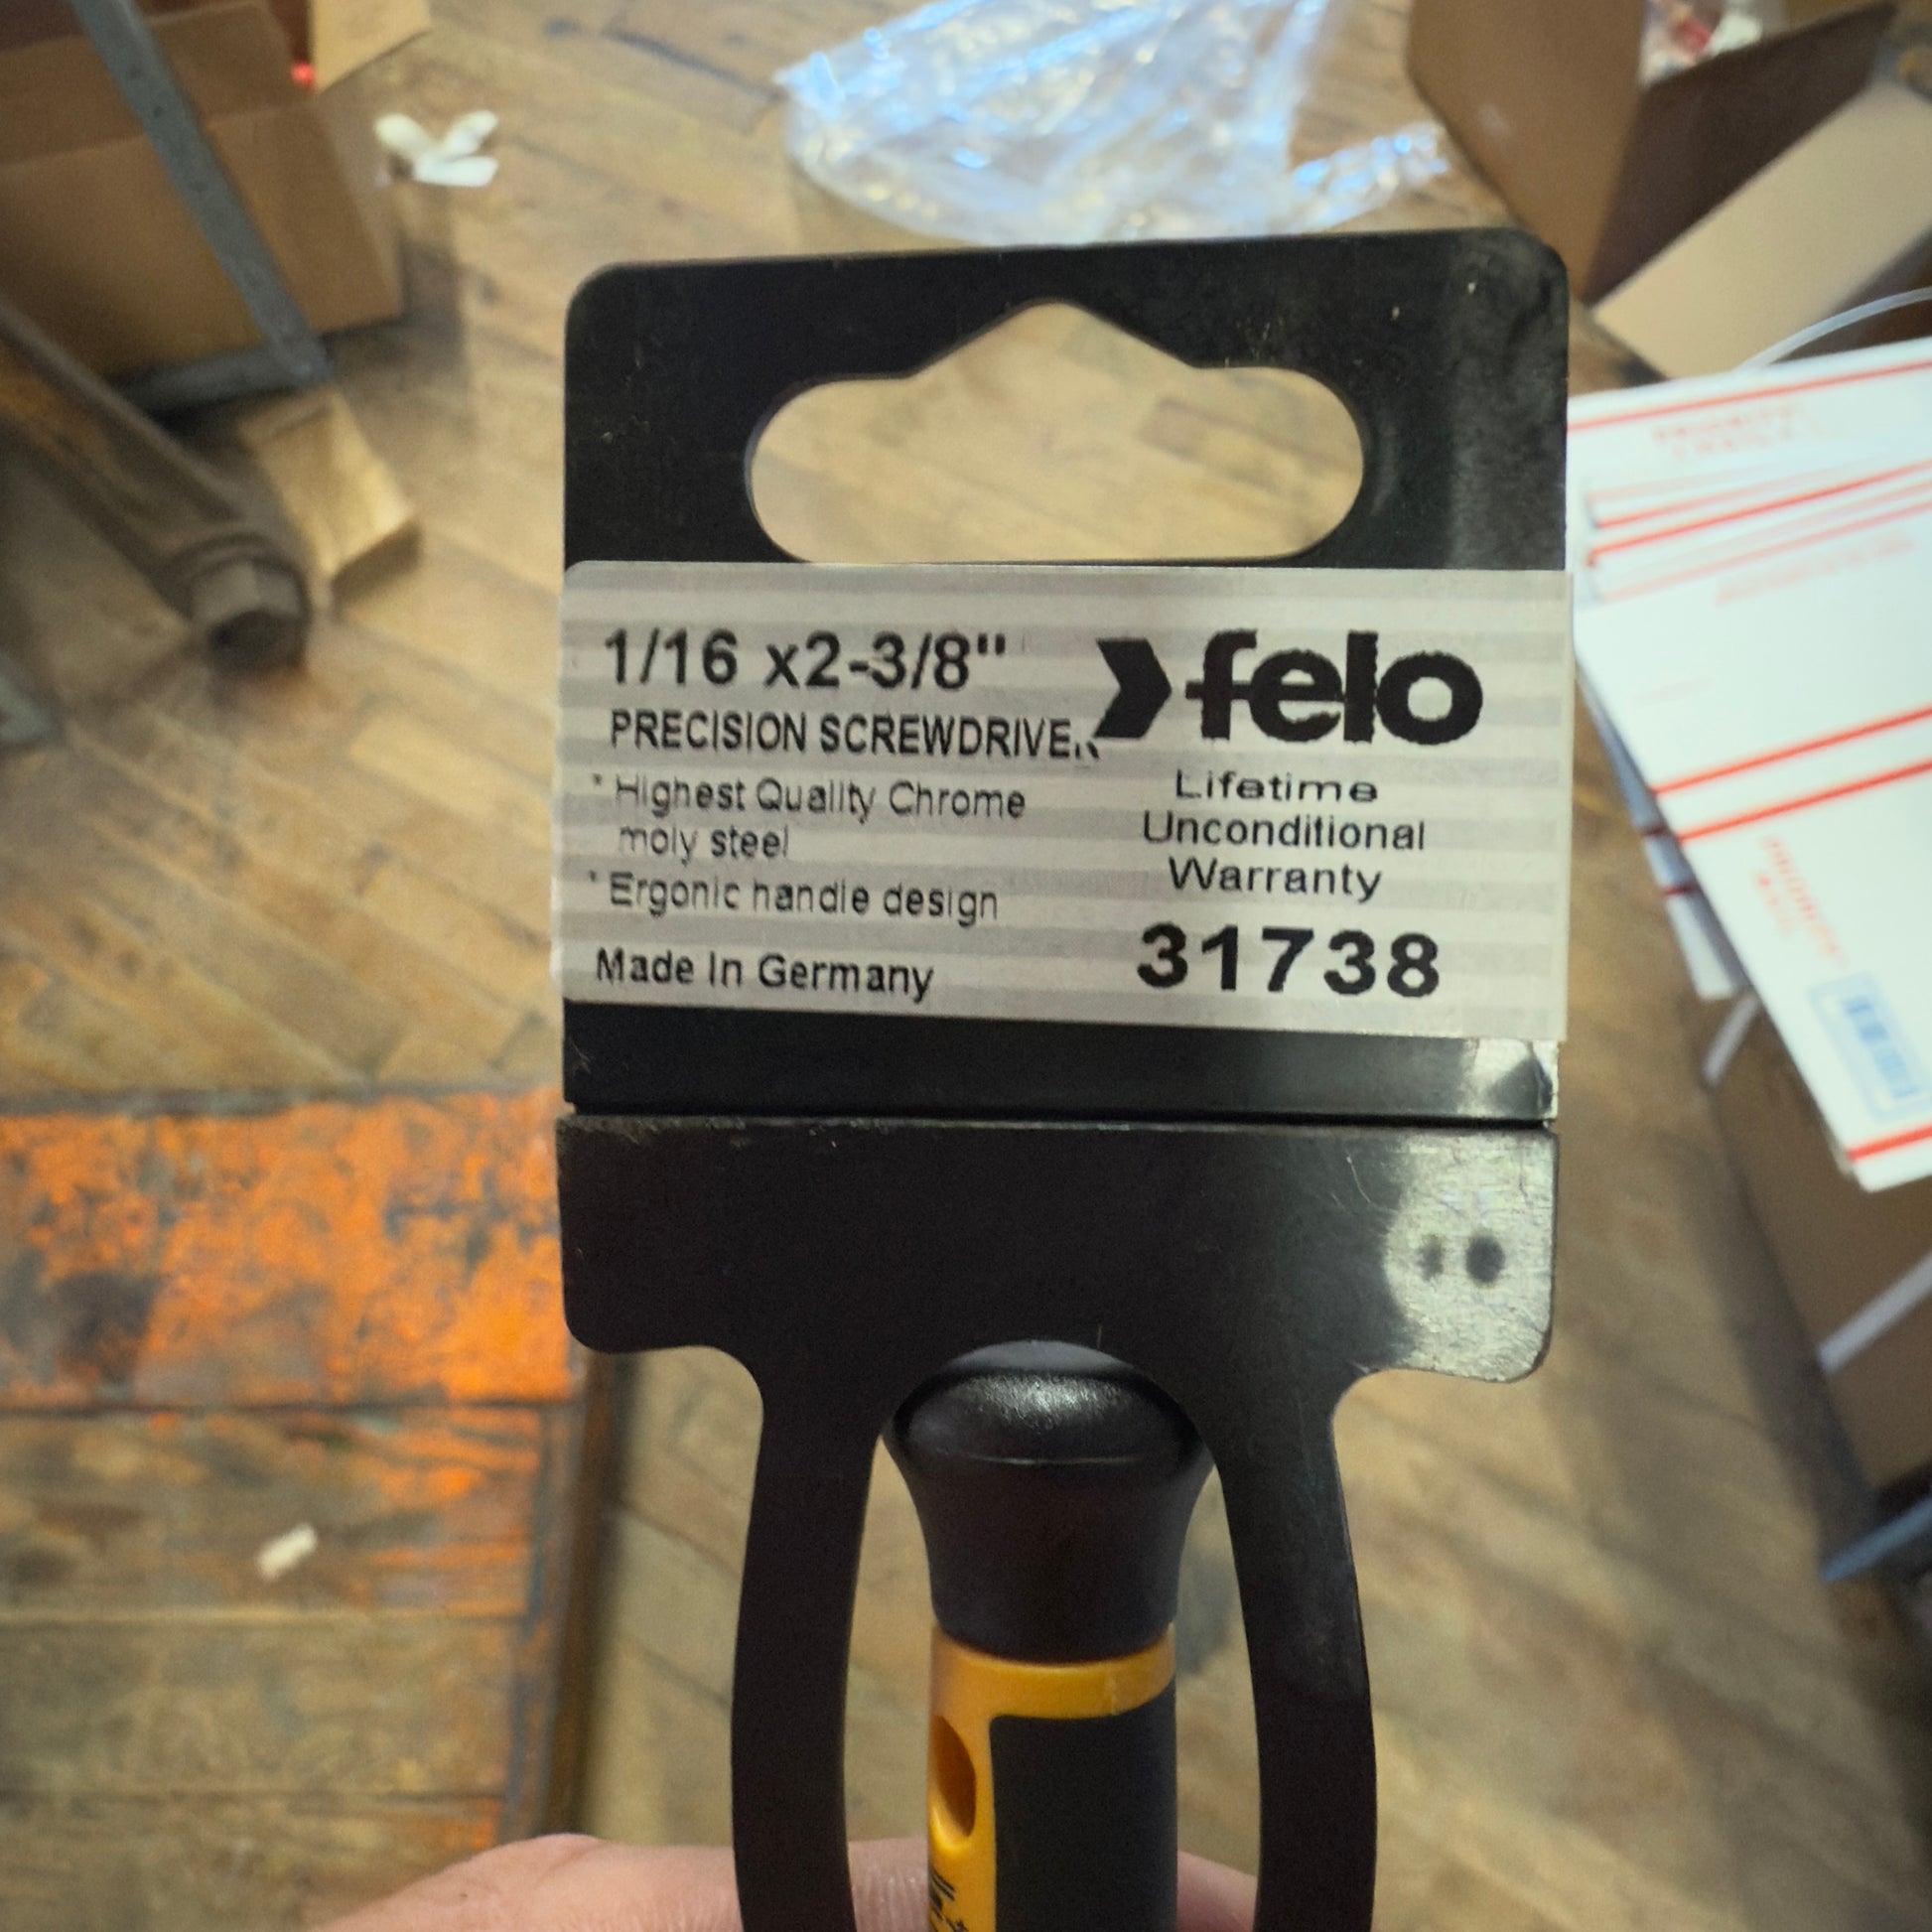 1/16 x2-3/8"
PRECISION SCREWDRIVER
* Highest Quality Chrome
moly steel
* Ergonic handle design
Made In Germany
felo
Lifetime
Unconditional
Warranty
31738